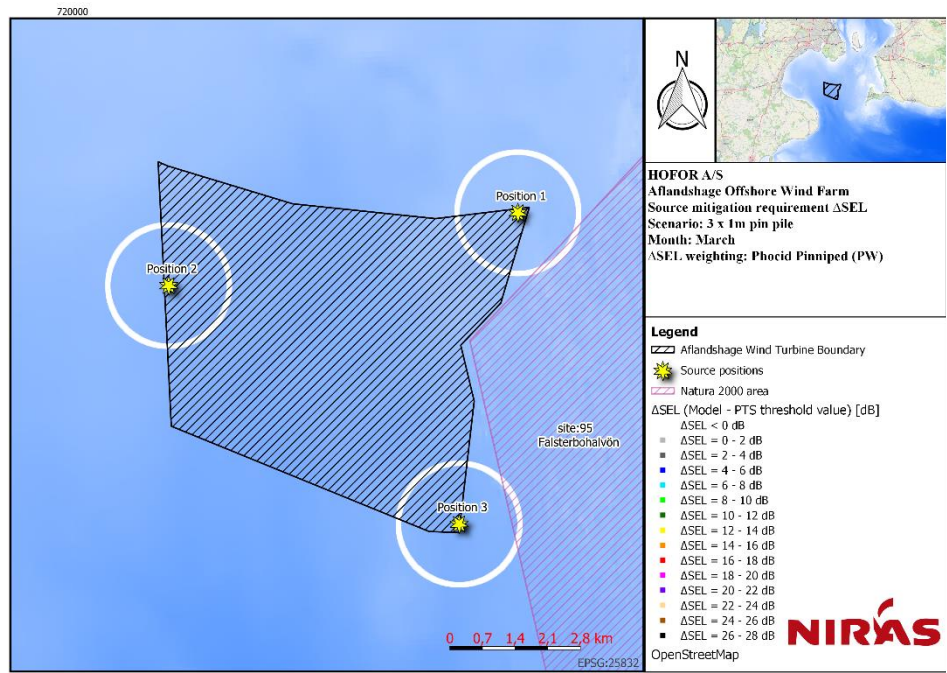 720000
N
Position 1
Position 2
Position 3
site:95
Falsterbohalvön
0 0,7 1,4 2,1 2,8 km
EPSG:25832
HOFOR A/S
Aflandshage Offshore Wind Farm
Source mitigation requirement ΔSEL
Scenario: 3 x 1m pin pile
Month: March
ΔSEL weighting: Phocid Pinniped (PW)
Legend
Aflandshage Wind Turbine Boundary
Source positions
Natura 2000 area
ΔSEL (Model - PTS threshold value) [dB]
ΔSEL < 0 dB
ΔSEL = 0 - 2 dB
ΔSEL = 2 - 4 dB
ΔSEL = 4 - 6 dB
ΔSEL = 6 - 8 dB
ΔSEL = 8 - 10 dB
ΔSEL = 10 - 12 dB
ΔSEL = 12 - 14 dB
ΔSEL = 14 - 16 dB
ΔSEL = 16 - 18 dB
ΔSEL = 18 - 20 dB
ΔSEL = 20 - 22 dB
ΔSEL = 22 - 24 dB
ΔSEL = 24 - 26 dB
ΔSEL = 26 - 28 dB
OpenStreetMap
NIRAS